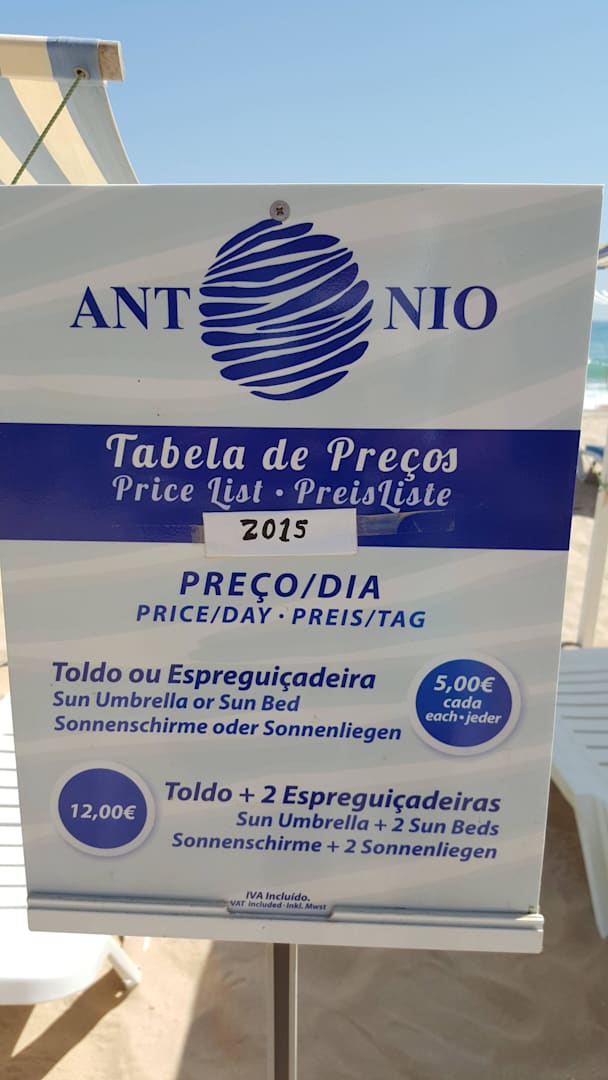 ANTONIO
Tabela de Preços
Price List • PreisListe
2015
PREÇO/DIA
PRICE/DAY • PREIS/TAG
Toldo ou Espreguiçadeira
Sun Umbrella or Sun Bed
Sonnenschirme oder Sonnenliegen
5,00€
cada
each • jeder
12,00€
Toldo + 2 Espreguiçadeiras
Sun Umbrella + 2 Sun Beds
Sonnenschirme + 2 Sonnenliegen
IVA Incluído.
VAT included - inkl. Mwst